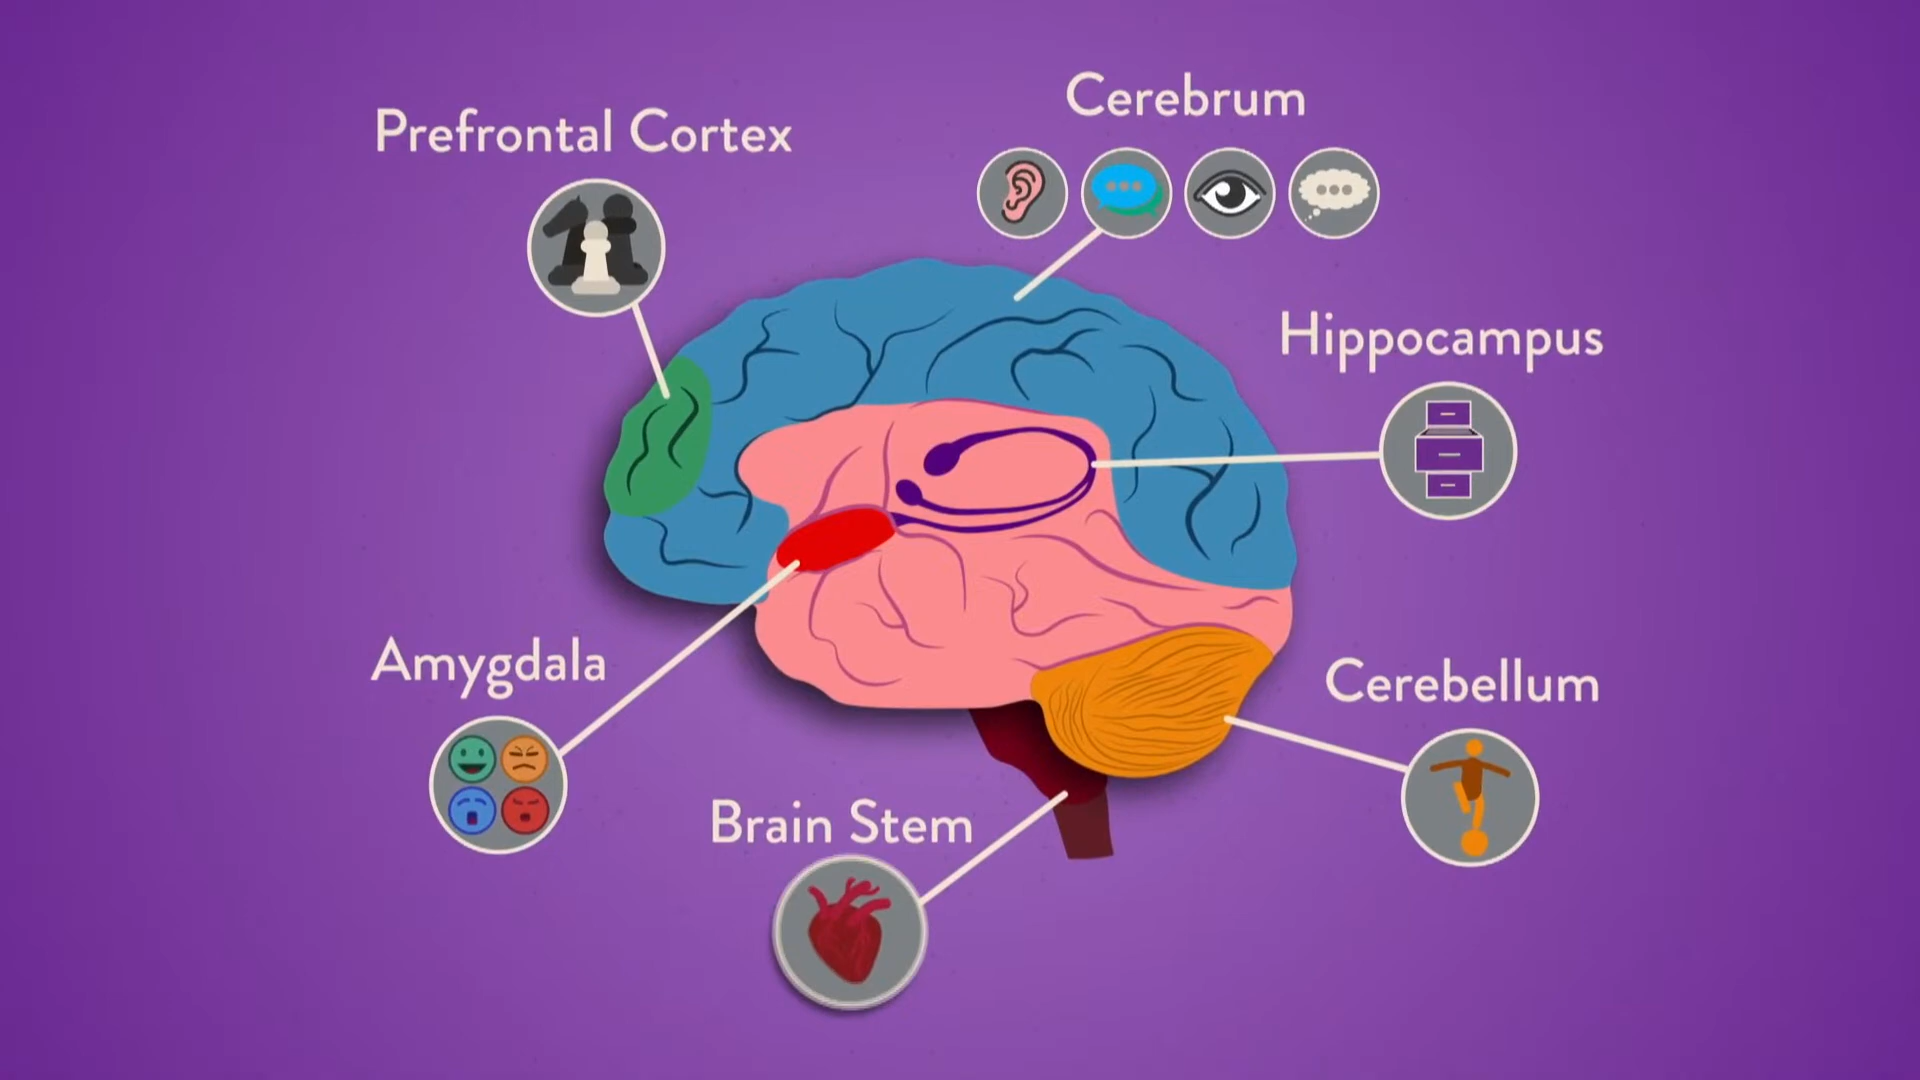 Prefrontal Cortex
Cerebrum
Hippocampus
Amygdala
Cerebellum
Brain Stem